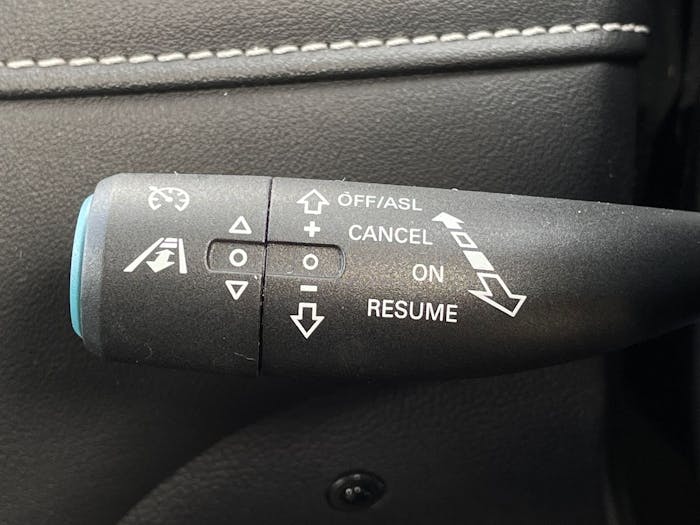 OFF/ASL
+
CANCEL
ON
-
RESUME